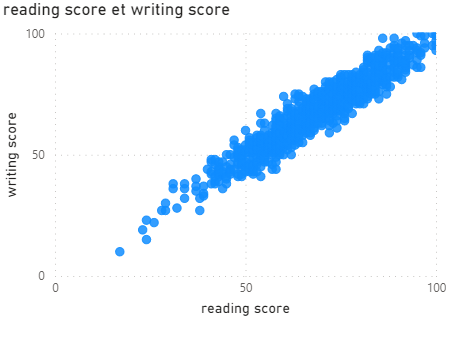 reading score et writing score
100
50
0
writing score
0 50 100
reading score